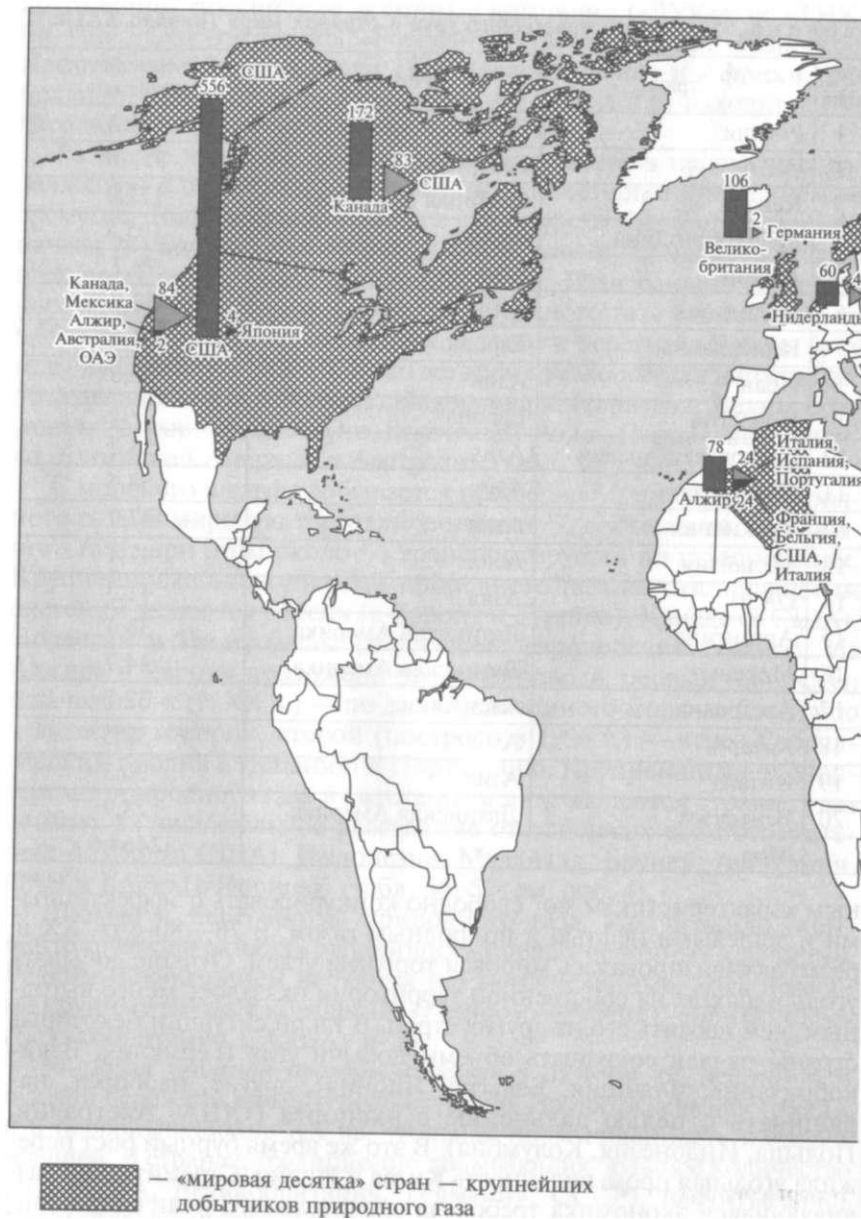 США
556
172
83
США
Канада
106
2
Германия
Велико-
британия
60
4
Нидерланды
Канада,
Мексика
Алжир,
Австралия,
ОАЭ
84
2
4
Япония
США
78
24
24
Алжир
Италия,
Испания,
Португалия
Франция,
Бельгия,
США,
Италия
— «мировая десятка» стран — крупнейших
добытчиков природного газа